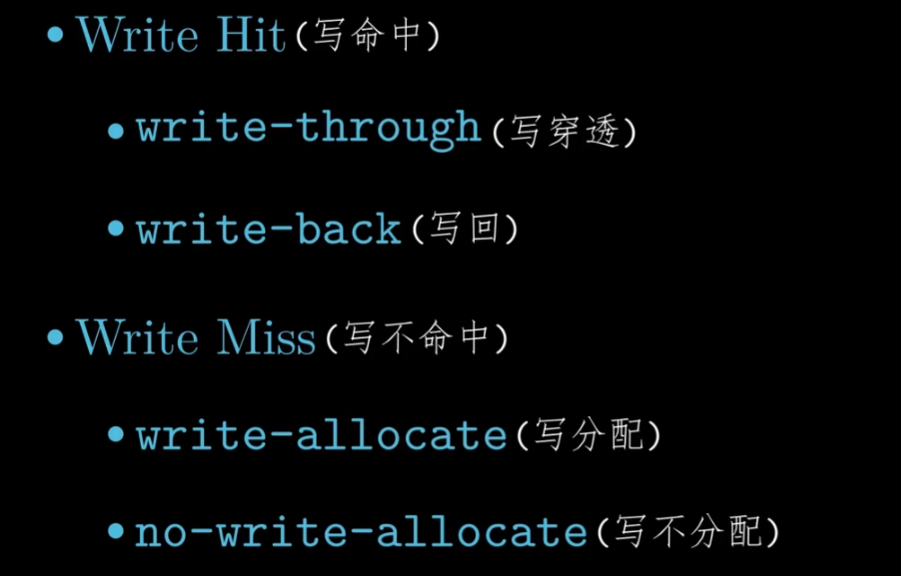 • Write Hit(写命中)
• write-through(写穿透)
• write-back(写回)
• Write Miss(写不命中)
• write-allocate(写分配)
• no-write-allocate(写不分配)